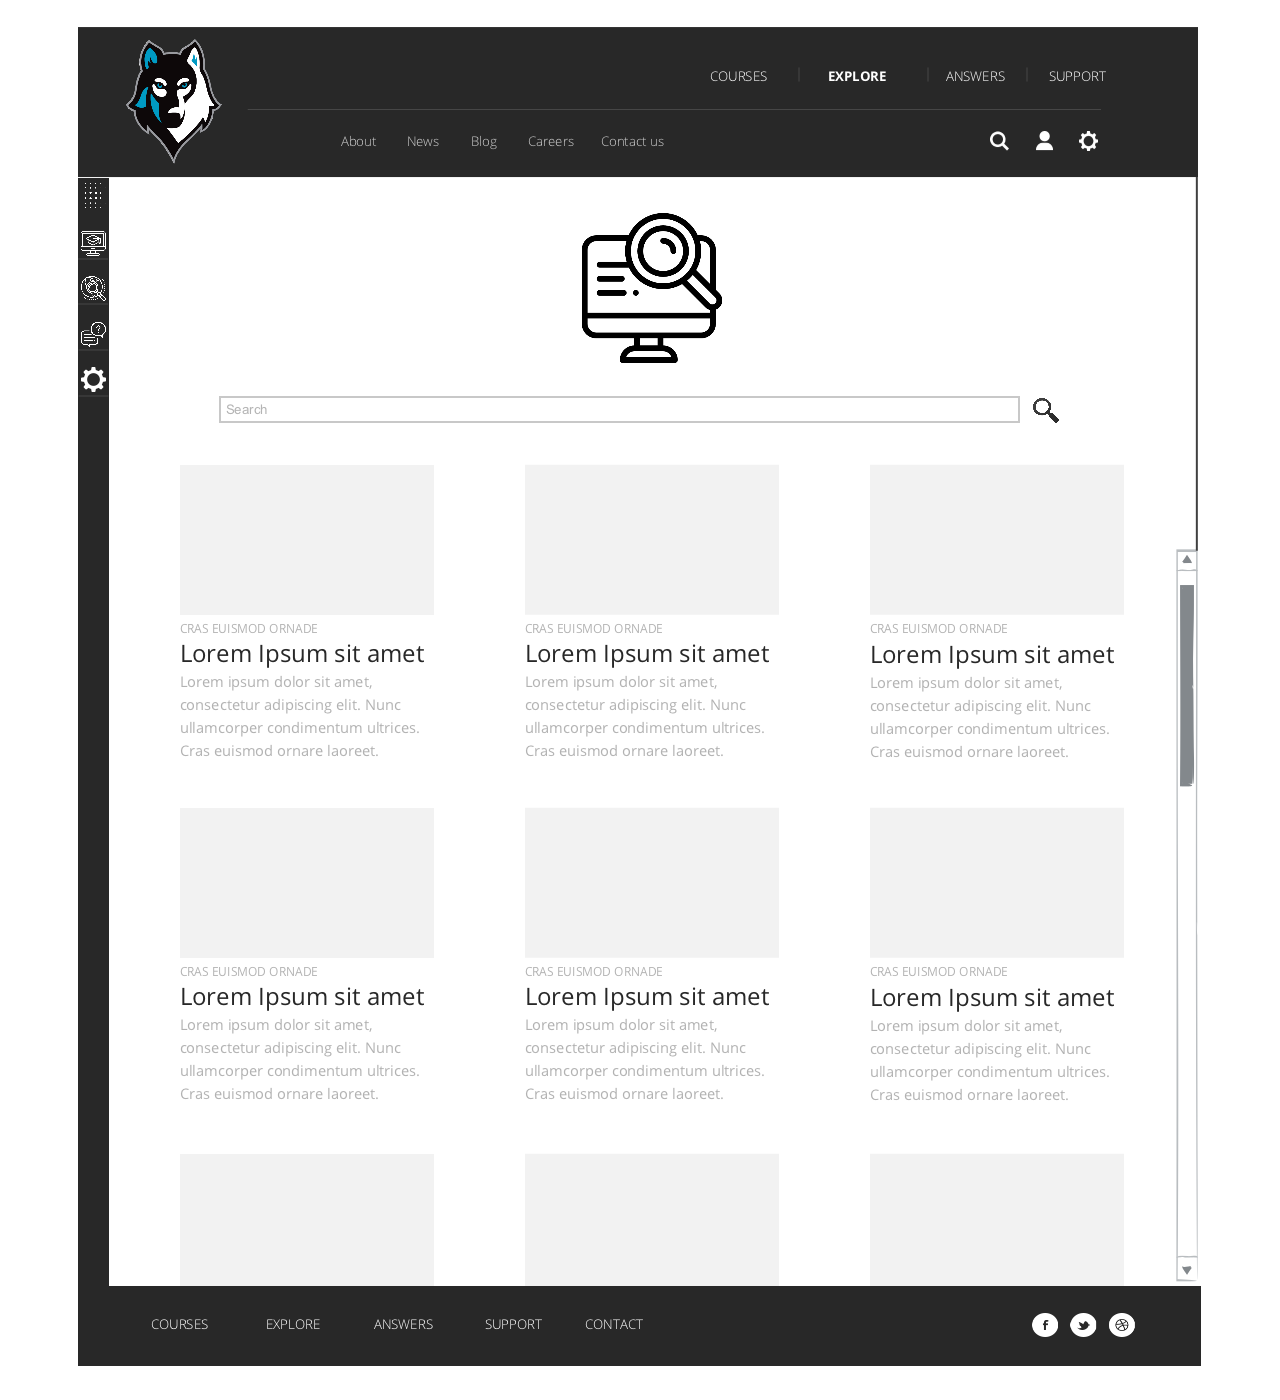 COURSES EXPLORE ANSWERS SUPPORT
About News Blog Careers Contact us
Search
CRAS EUISMOD ORNADE
Lorem Ipsum sit amet
Lorem ipsum dolor sit amet,
consectetur adipiscing elit. Nunc
ullamcorper condimentum ultrices.
Cras euismod ornare laoreet.
CRAS EUISMOD ORNADE
Lorem Ipsum sit amet
Lorem ipsum dolor sit amet,
consectetur adipiscing elit. Nunc
ullamcorper condimentum ultrices.
Cras euismod ornare laoreet.
CRAS EUISMOD ORNADE
Lorem Ipsum sit amet
Lorem ipsum dolor sit amet,
consectetur adipiscing elit. Nunc
ullamcorper condimentum ultrices.
Cras euismod ornare laoreet.
CRAS EUISMOD ORNADE
Lorem Ipsum sit amet
Lorem ipsum dolor sit amet,
consectetur adipiscing elit. Nunc
ullamcorper condimentum ultrices.
Cras euismod ornare laoreet.
CRAS EUISMOD ORNADE
Lorem Ipsum sit amet
Lorem ipsum dolor sit amet,
consectetur adipiscing elit. Nunc
ullamcorper condimentum ultrices.
Cras euismod ornare laoreet.
CRAS EUISMOD ORNADE
Lorem Ipsum sit amet
Lorem ipsum dolor sit amet,
consectetur adipiscing elit. Nunc
ullamcorper condimentum ultrices.
Cras euismod ornare laoreet.
COURSES EXPLORE ANSWERS SUPPORT CONTACT